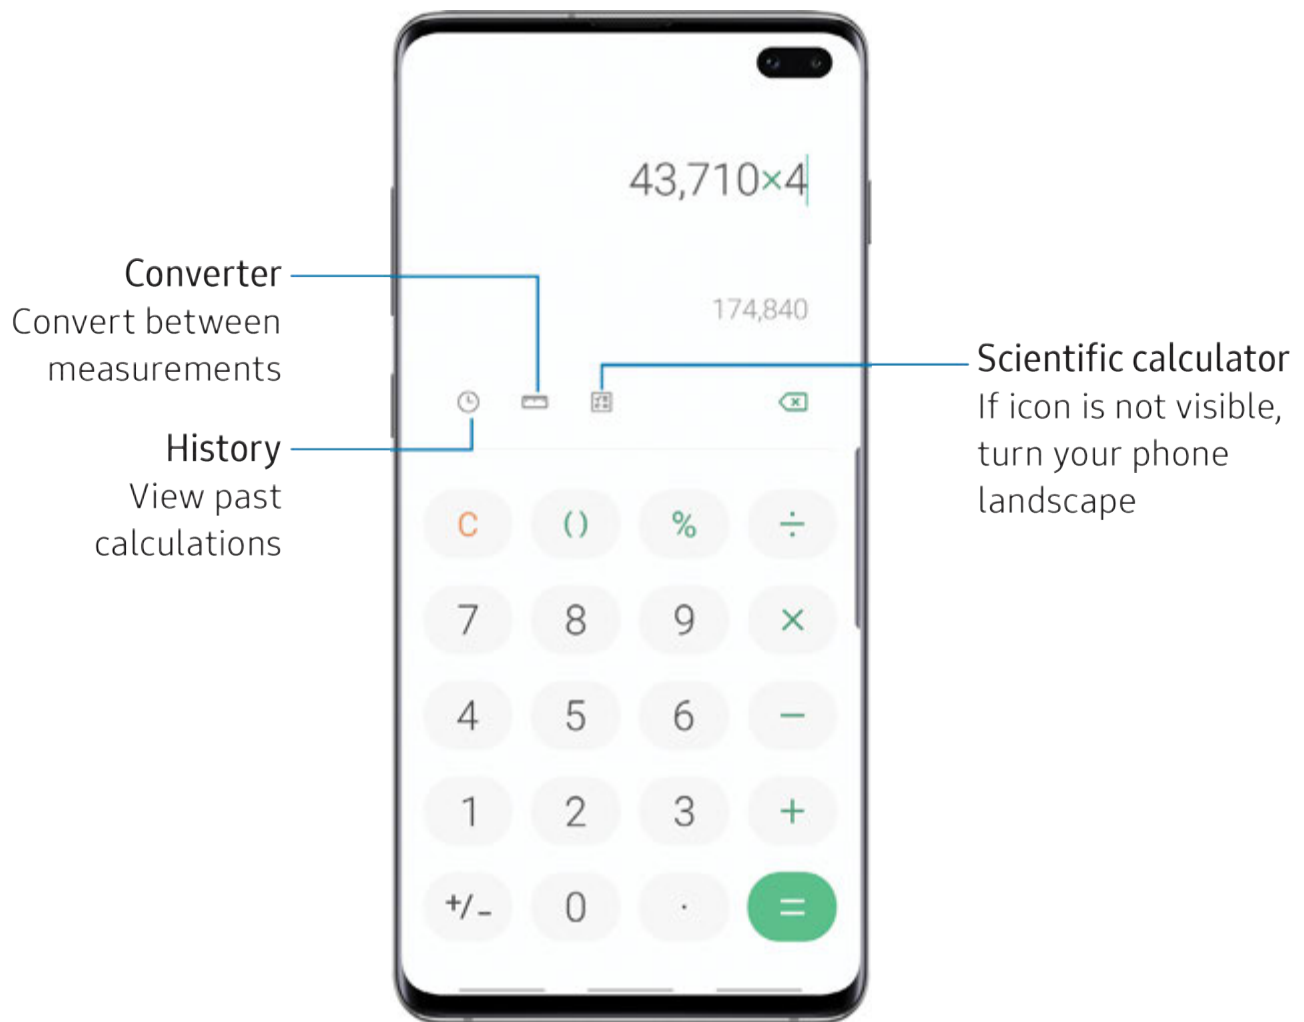 43,710×4
174,840
Converter
Convert between
measurements
History
View past
calculations
Scientific calculator
If icon is not visible,
turn your phone
landscape
C () % ÷
7 8 9 ×
4 5 6 −
1 2 3 +
+/- 0 . =